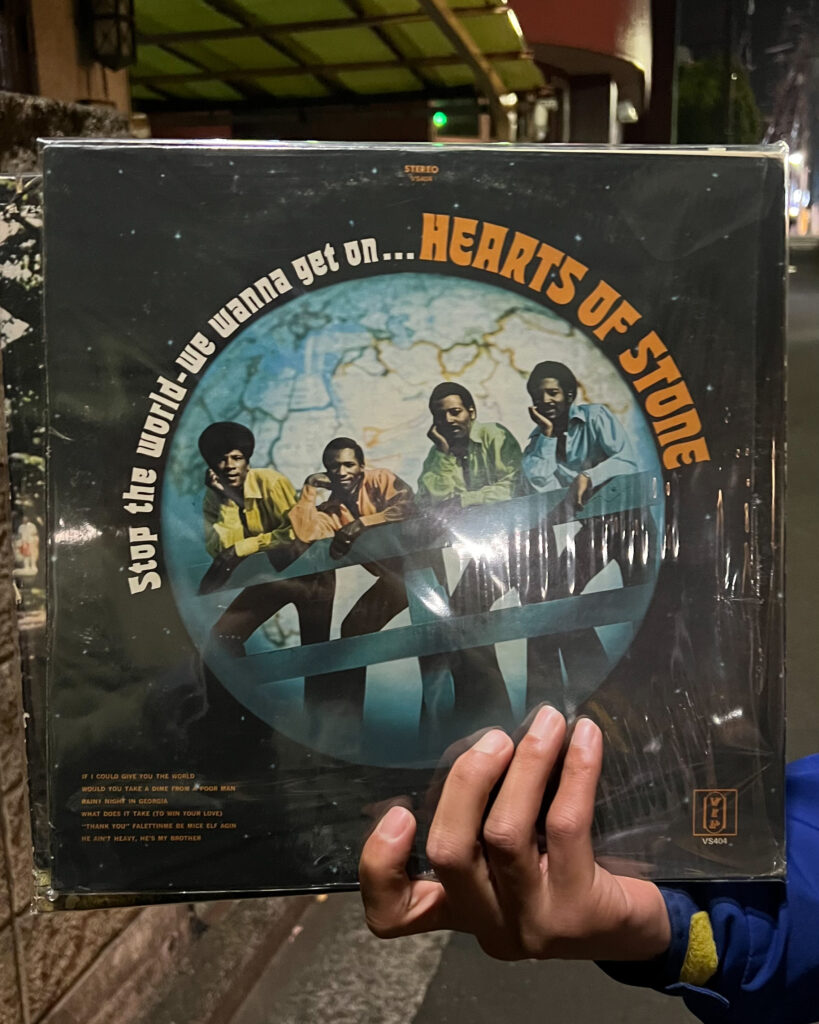 STEREO
VS404
Stop the world-we wanna get on... HEARTS OF STONE
IF I COULD GIVE YOU THE WORLD
WOULD YOU TAKE A DIME FROM A POOR MAN
RAINY NIGHT IN GEORGIA
WHAT DOES IT TAKE (TO WIN YOUR LOVE)
"THANK YOU" FALETTINME BE MICE ELF AGIN
HE AIN'T HEAVY, HE'S MY BROTHER
VIP
VS404